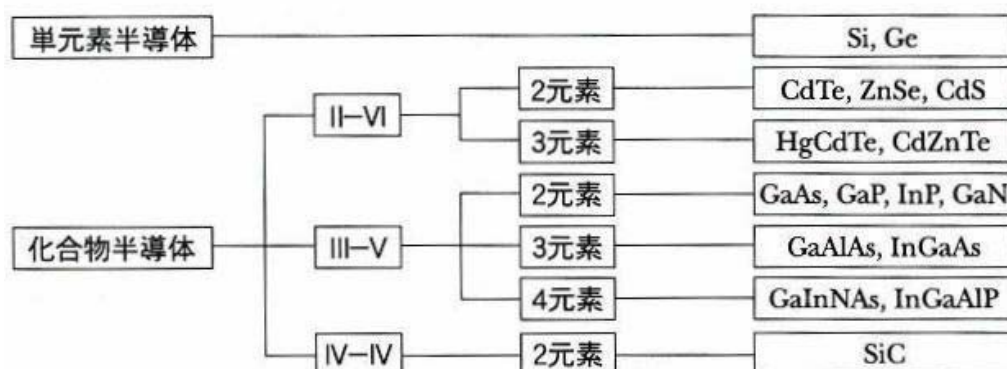 単元素半導体
Si, Ge
化合物半導体
II–VI
2元素
CdTe, ZnSe, CdS
3元素
HgCdTe, CdZnTe
III–V
2元素
GaAs, GaP, InP, GaN
3元素
GaAlAs, InGaAs
4元素
GaInNAs, InGaAlP
IV–IV
2元素
SiC